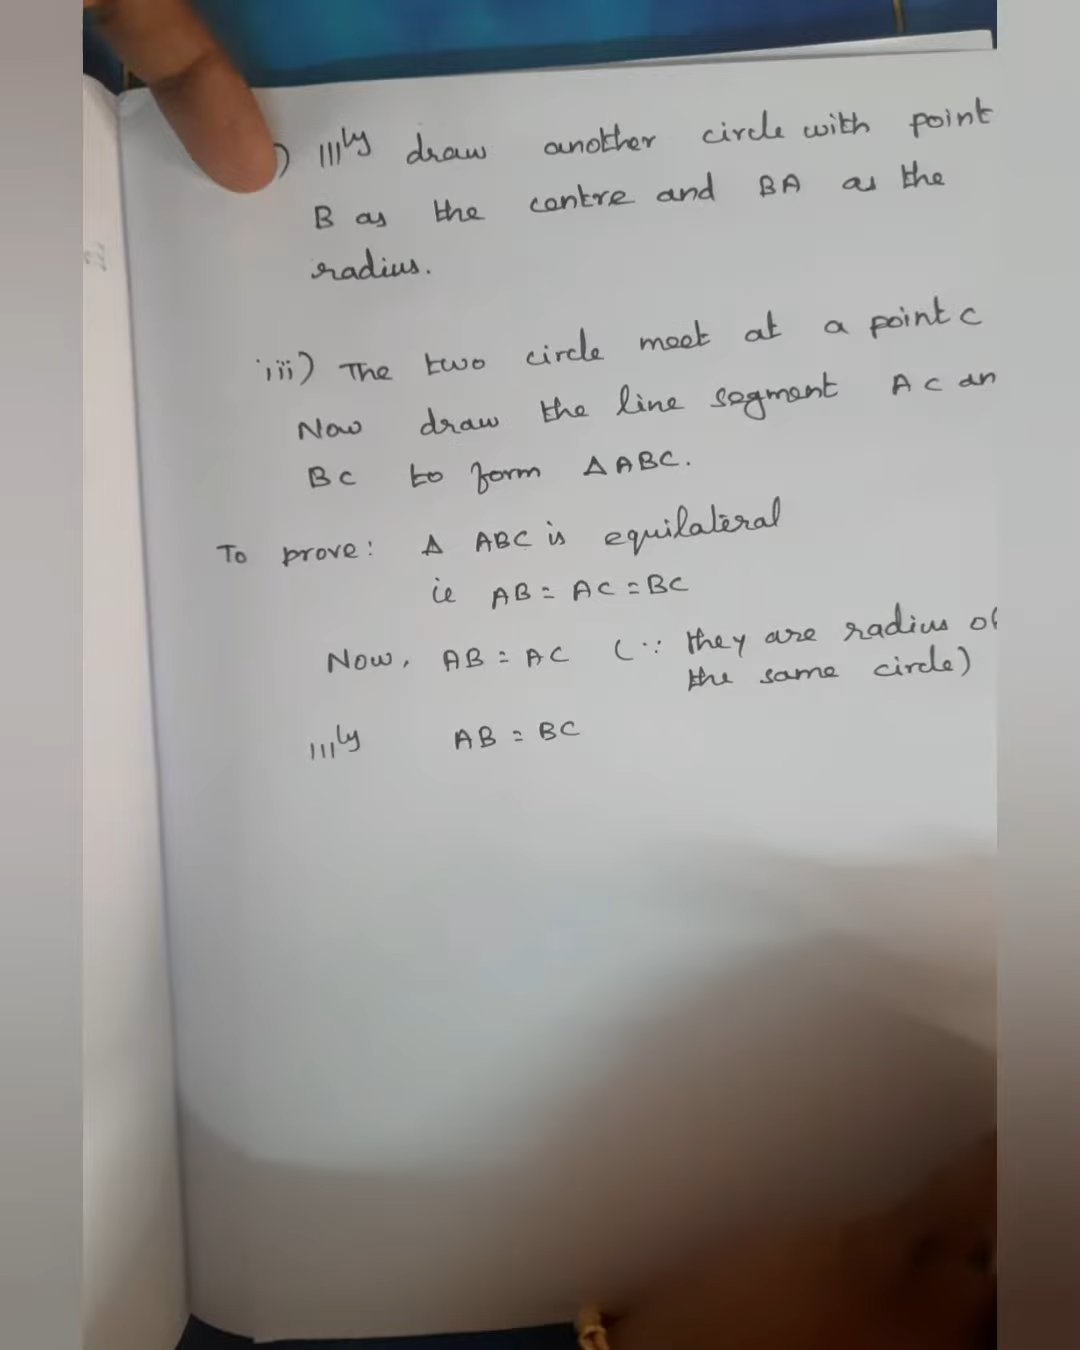 ) |||ly draw another circle with point
B as the centre and BA as the
radius.
iii) The two circle meet at a point C
Now draw the line segment AC an
BC to form ΔABC.
To prove: Δ ABC is equilateral
ie AB = AC = BC
Now, AB = AC (∵ they are radius of
the same circle)
|||ly AB = BC